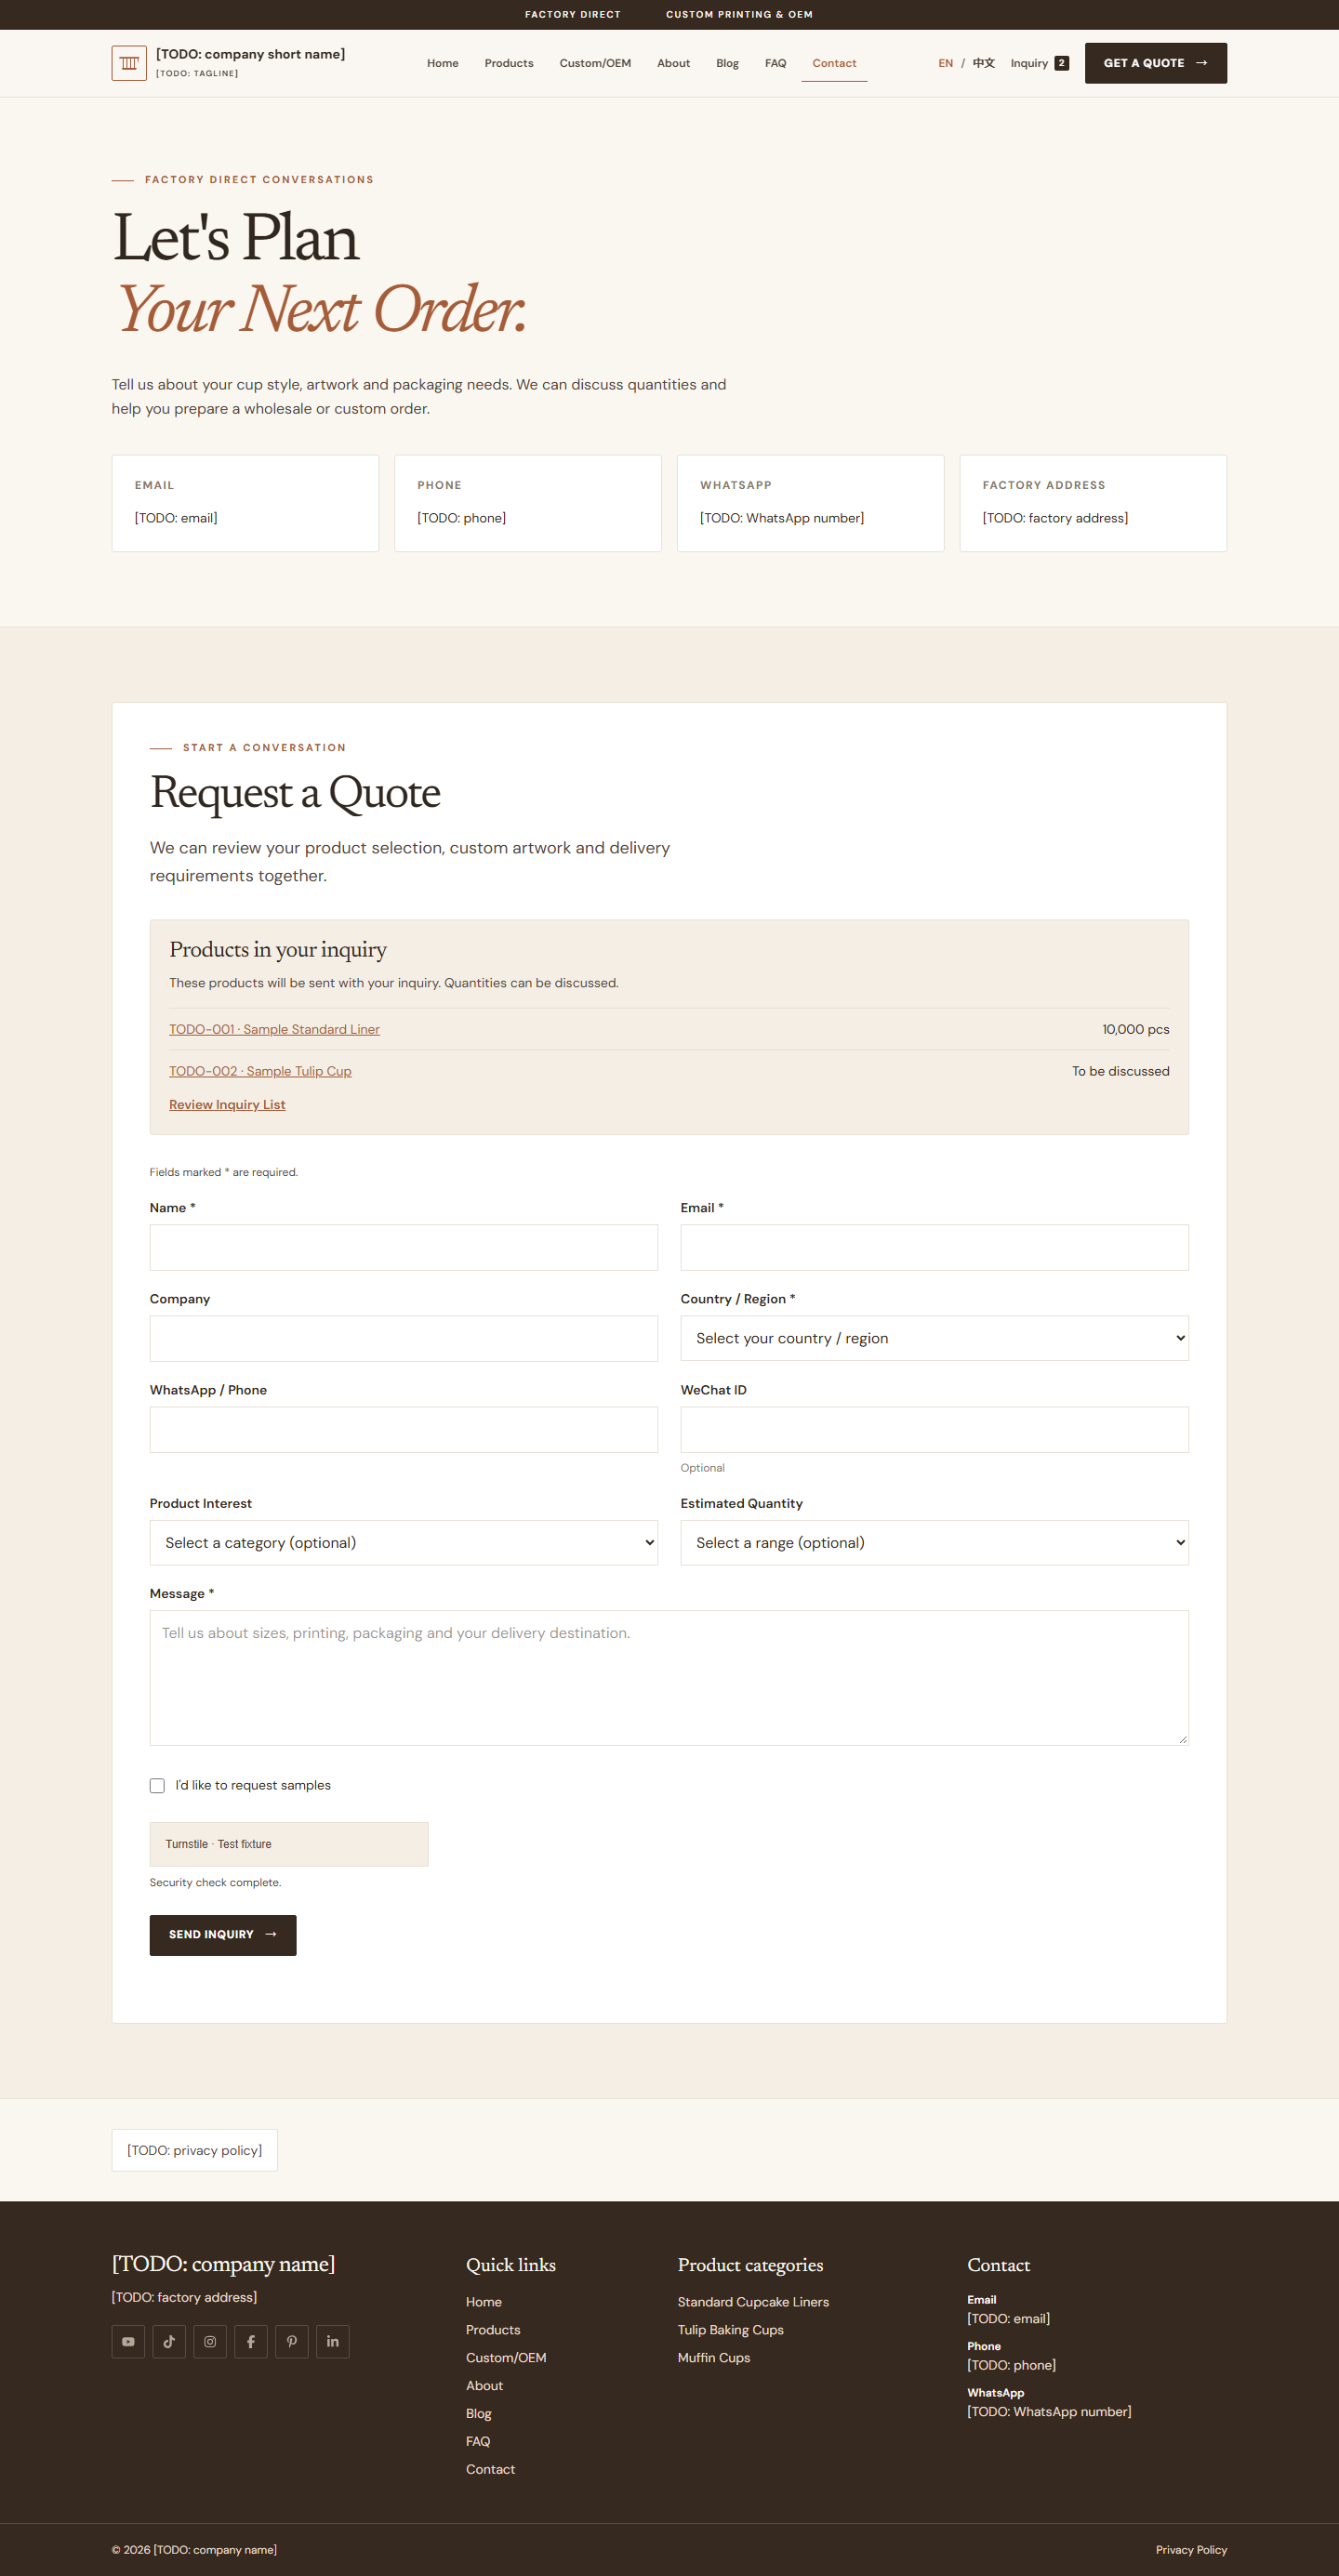 FACTORY DIRECT CUSTOM PRINTING & OEM
[TODO: company short name]
[TODO: TAGLINE]
Home Products Custom/OEM About Blog FAQ Contact
EN / 中文 Inquiry 2 GET A QUOTE →
FACTORY DIRECT CONVERSATIONS
Let's Plan
Your Next Order.
Tell us about your cup style, artwork and packaging needs. We can discuss quantities and
help you prepare a wholesale or custom order.
EMAIL
[TODO: email]
PHONE
[TODO: phone]
WHATSAPP
[TODO: WhatsApp number]
FACTORY ADDRESS
[TODO: factory address]
START A CONVERSATION
Request a Quote
We can review your product selection, custom artwork and delivery
requirements together.
Products in your inquiry
These products will be sent with your inquiry. Quantities can be discussed.
TODO-001 · Sample Standard Liner 10,000 pcs
TODO-002 · Sample Tulip Cup To be discussed
Review Inquiry List
Fields marked * are required.
Name *
Email *
Company
Country / Region *
Select your country / region
WhatsApp / Phone
WeChat ID
Optional
Product Interest
Select a category (optional)
Estimated Quantity
Select a range (optional)
Message *
Tell us about sizes, printing, packaging and your delivery destination.
I'd like to request samples
Turnstile · Test fixture
Security check complete.
SEND INQUIRY →
[TODO: privacy policy]
[TODO: company name]
[TODO: factory address]
Quick links
Home
Products
Custom/OEM
About
Blog
FAQ
Contact
Product categories
Standard Cupcake Liners
Tulip Baking Cups
Muffin Cups
Contact
Email
[TODO: email]
Phone
[TODO: phone]
WhatsApp
[TODO: WhatsApp number]
© 2026 [TODO: company name]
Privacy Policy